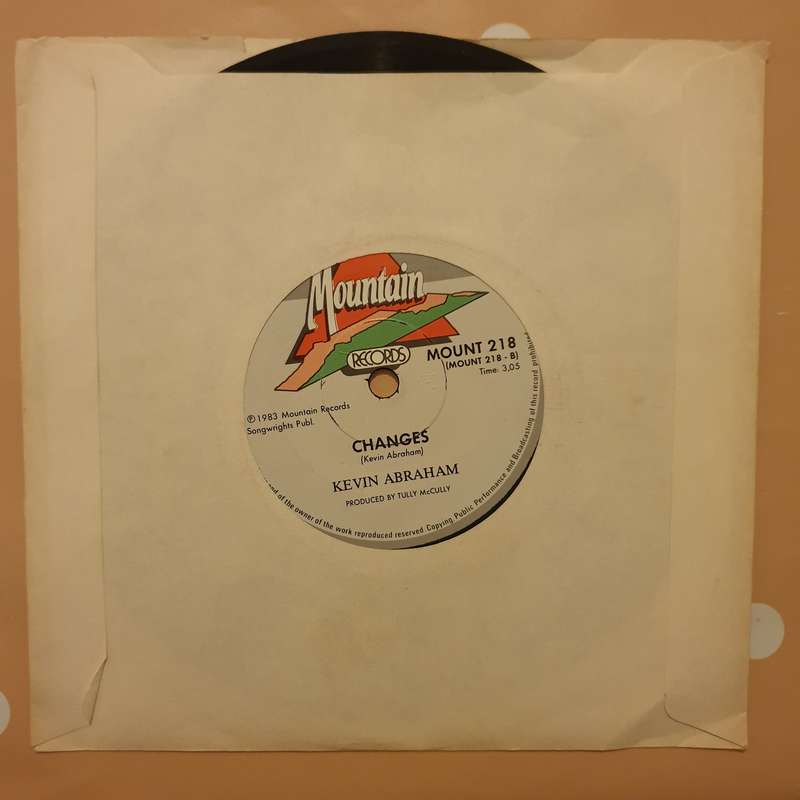 Mountain
RECORDS
MOUNT 218
(MOUNT 218 - B)
Time: 3,05
℗ 1983 Mountain Records
Songwrights Publ.
CHANGES
(Kevin Abraham)
KEVIN ABRAHAM
PRODUCED BY TULLY McCULLY
and of the owner of the work reproduced reserved. Copying Public Performance and Broadcasting of this record prohibited